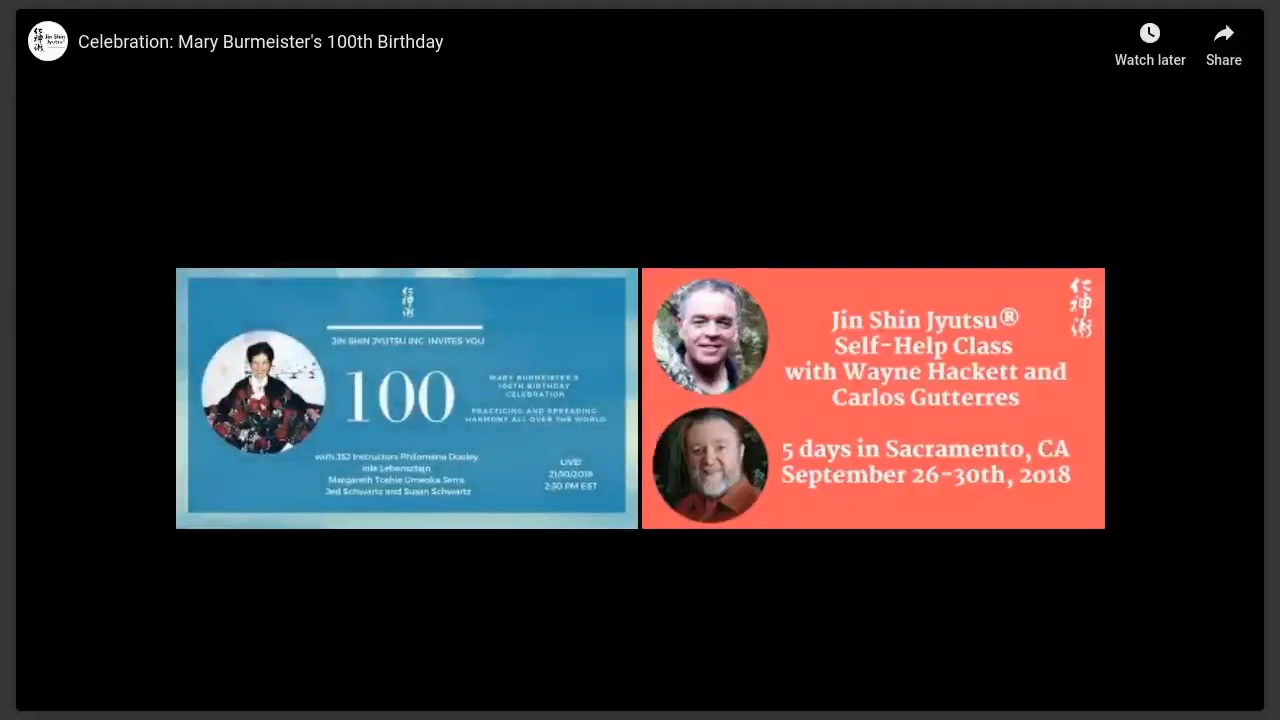 Celebration: Mary Burmeister's 100th Birthday
Watch later
Share
JIN SHIN JYUTSU INC INVITES YOU
100
MARY BURMEISTER'S
100TH BIRTHDAY
CELEBRATION
PRACTICING AND SPREADING
HARMONY ALL OVER THE WORLD
with JSJ Instructors Philomena Dooley,
Margareth Toshie Umeoka Serra
Jed Schwartz and Susan Schwartz
LIVE!
2:30 PM EST
Jin Shin Jyutsu®
Self-Help Class
with Wayne Hackett and
Carlos Gutterres
5 days in Sacramento, CA
September 26-30th, 2018